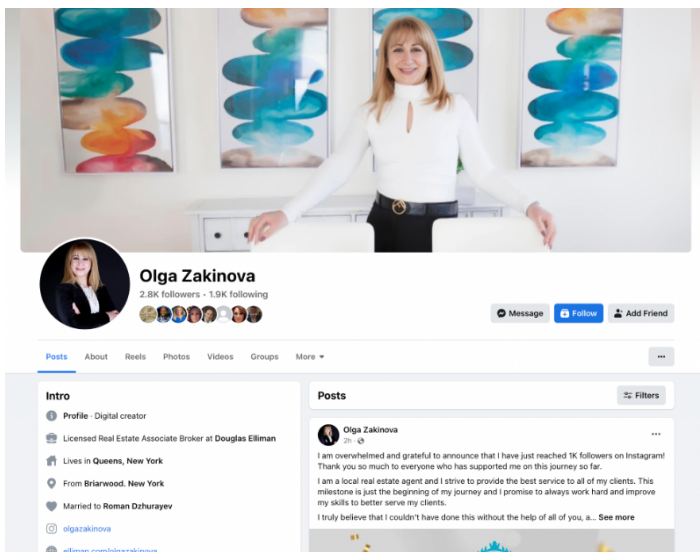 Olga Zakinova
2.8K followers • 1.9K following
Message
Follow
Add Friend
Posts
About
Reels
Photos
Videos
Groups
More
Intro
Profile · Digital creator
Licensed Real Estate Associate Broker at Douglas Elliman
Lives in Queens, New York
From Briarwood. New York
Married to Roman Dzhurayev
olgazakinova
elliman.com/olgazakinova
Posts
Filters
Olga Zakinova
2h ·
I am overwhelmed and grateful to announce that I have just reached 1K followers on Instagram!
Thank you so much to everyone who has supported me on this journey so far.
I am a local real estate agent and I strive to provide the best service to all of my clients. This
milestone is just the beginning of my journey and I promise to always work hard and improve
my skills to better serve my clients.
I truly believe that I couldn't have done this without the help of all of you, a... See more